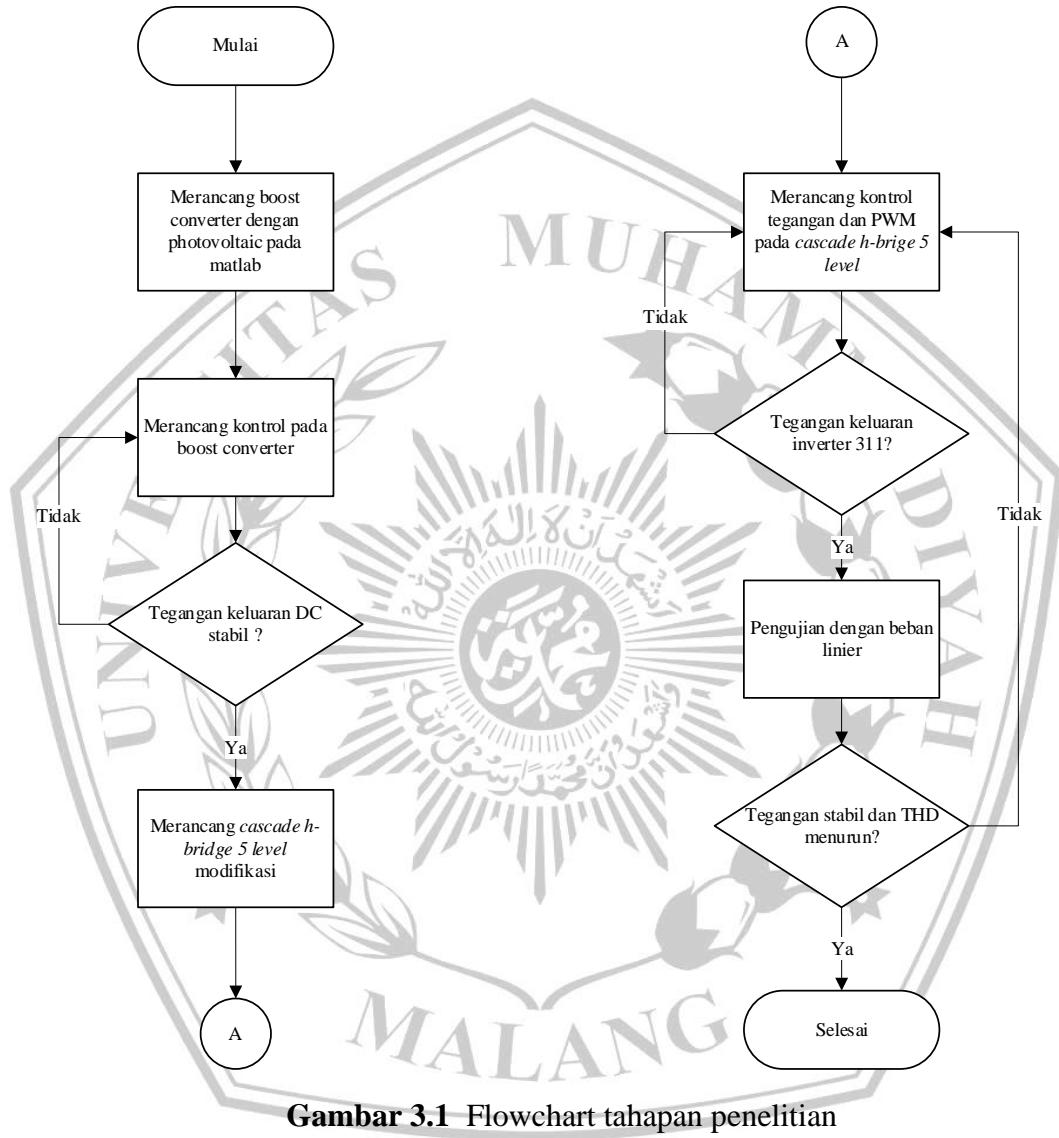 Mulai
Merancang boost
converter dengan
photovoltaic pada
matlab
Merancang kontrol pada
boost converter
Tidak
Tegangan keluaran DC
stabil ?
Ya
Merancang cascade h-
bridge 5 level
modifikasi
A
A
Merancang kontrol
tegangan dan PWM
pada cascade h-brige 5
level
Tidak
Tegangan keluaran
inverter 311?
Ya
Pengujian dengan beban
linier
Tidak
Tegangan stabil dan THD
menurun?
Ya
Selesai
UNIVERSITAS MUHAMMADIYAH
MALANG
Gambar 3.1 Flowchart tahapan penelitian